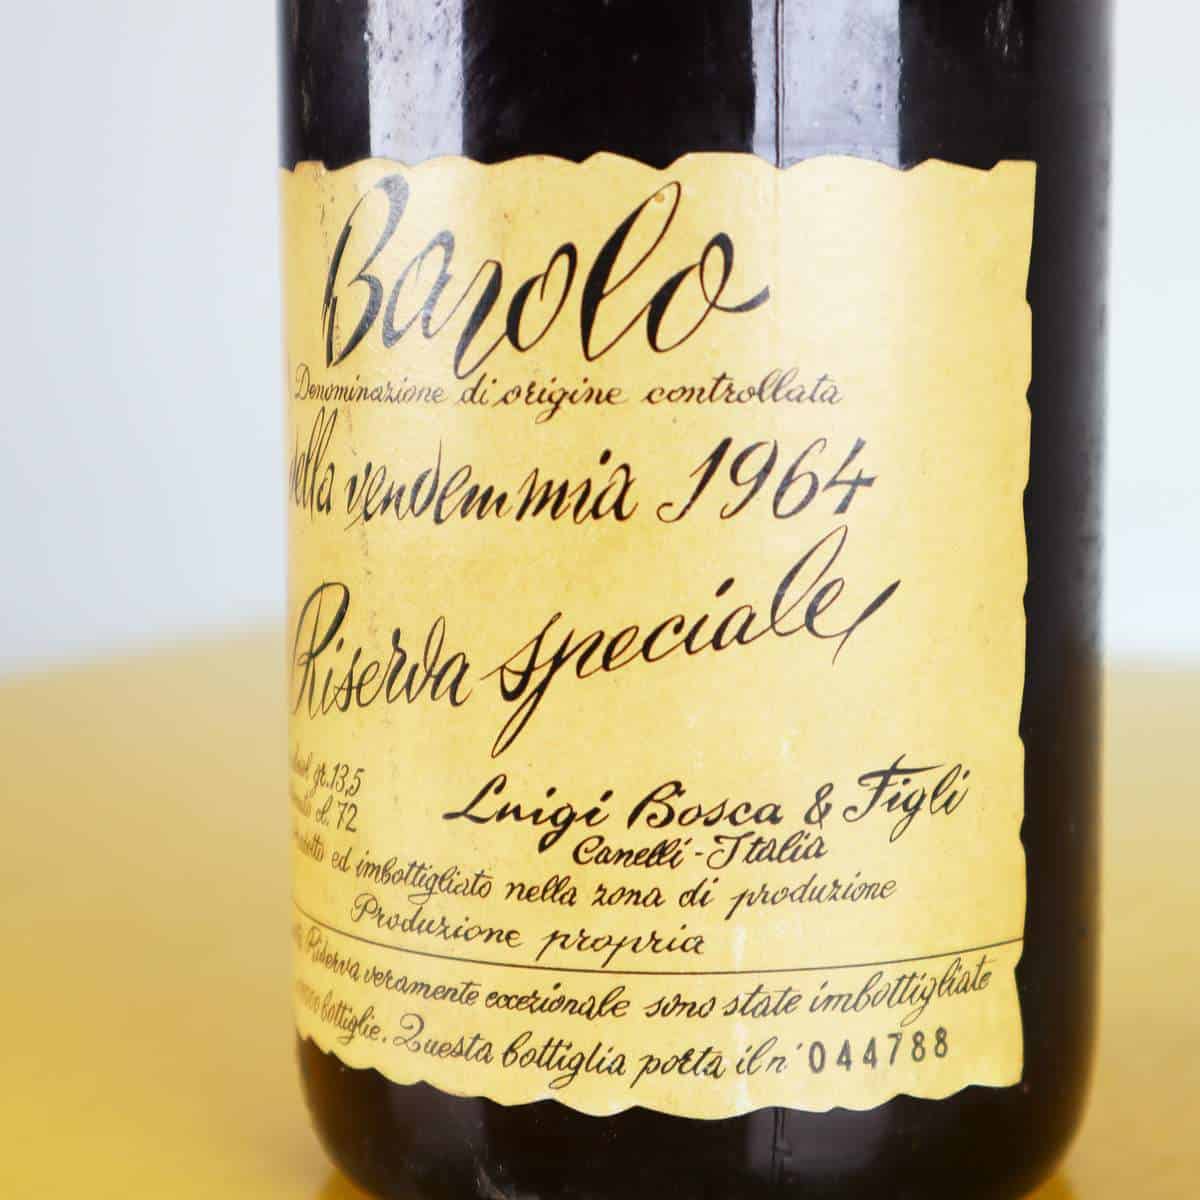 Barolo
Denominazione di origine controllata
della vendemmia 1964
Riserva speciale
gr. 13,5
cl. 72
Luigi Bosca & Figli
Canelli - Italia
ed imbottigliato nella zona di produzione
Produzione propria
Riserva veramente eccezionale sono state imbottigliate
bottiglie. Questa bottiglia porta il n° 044788